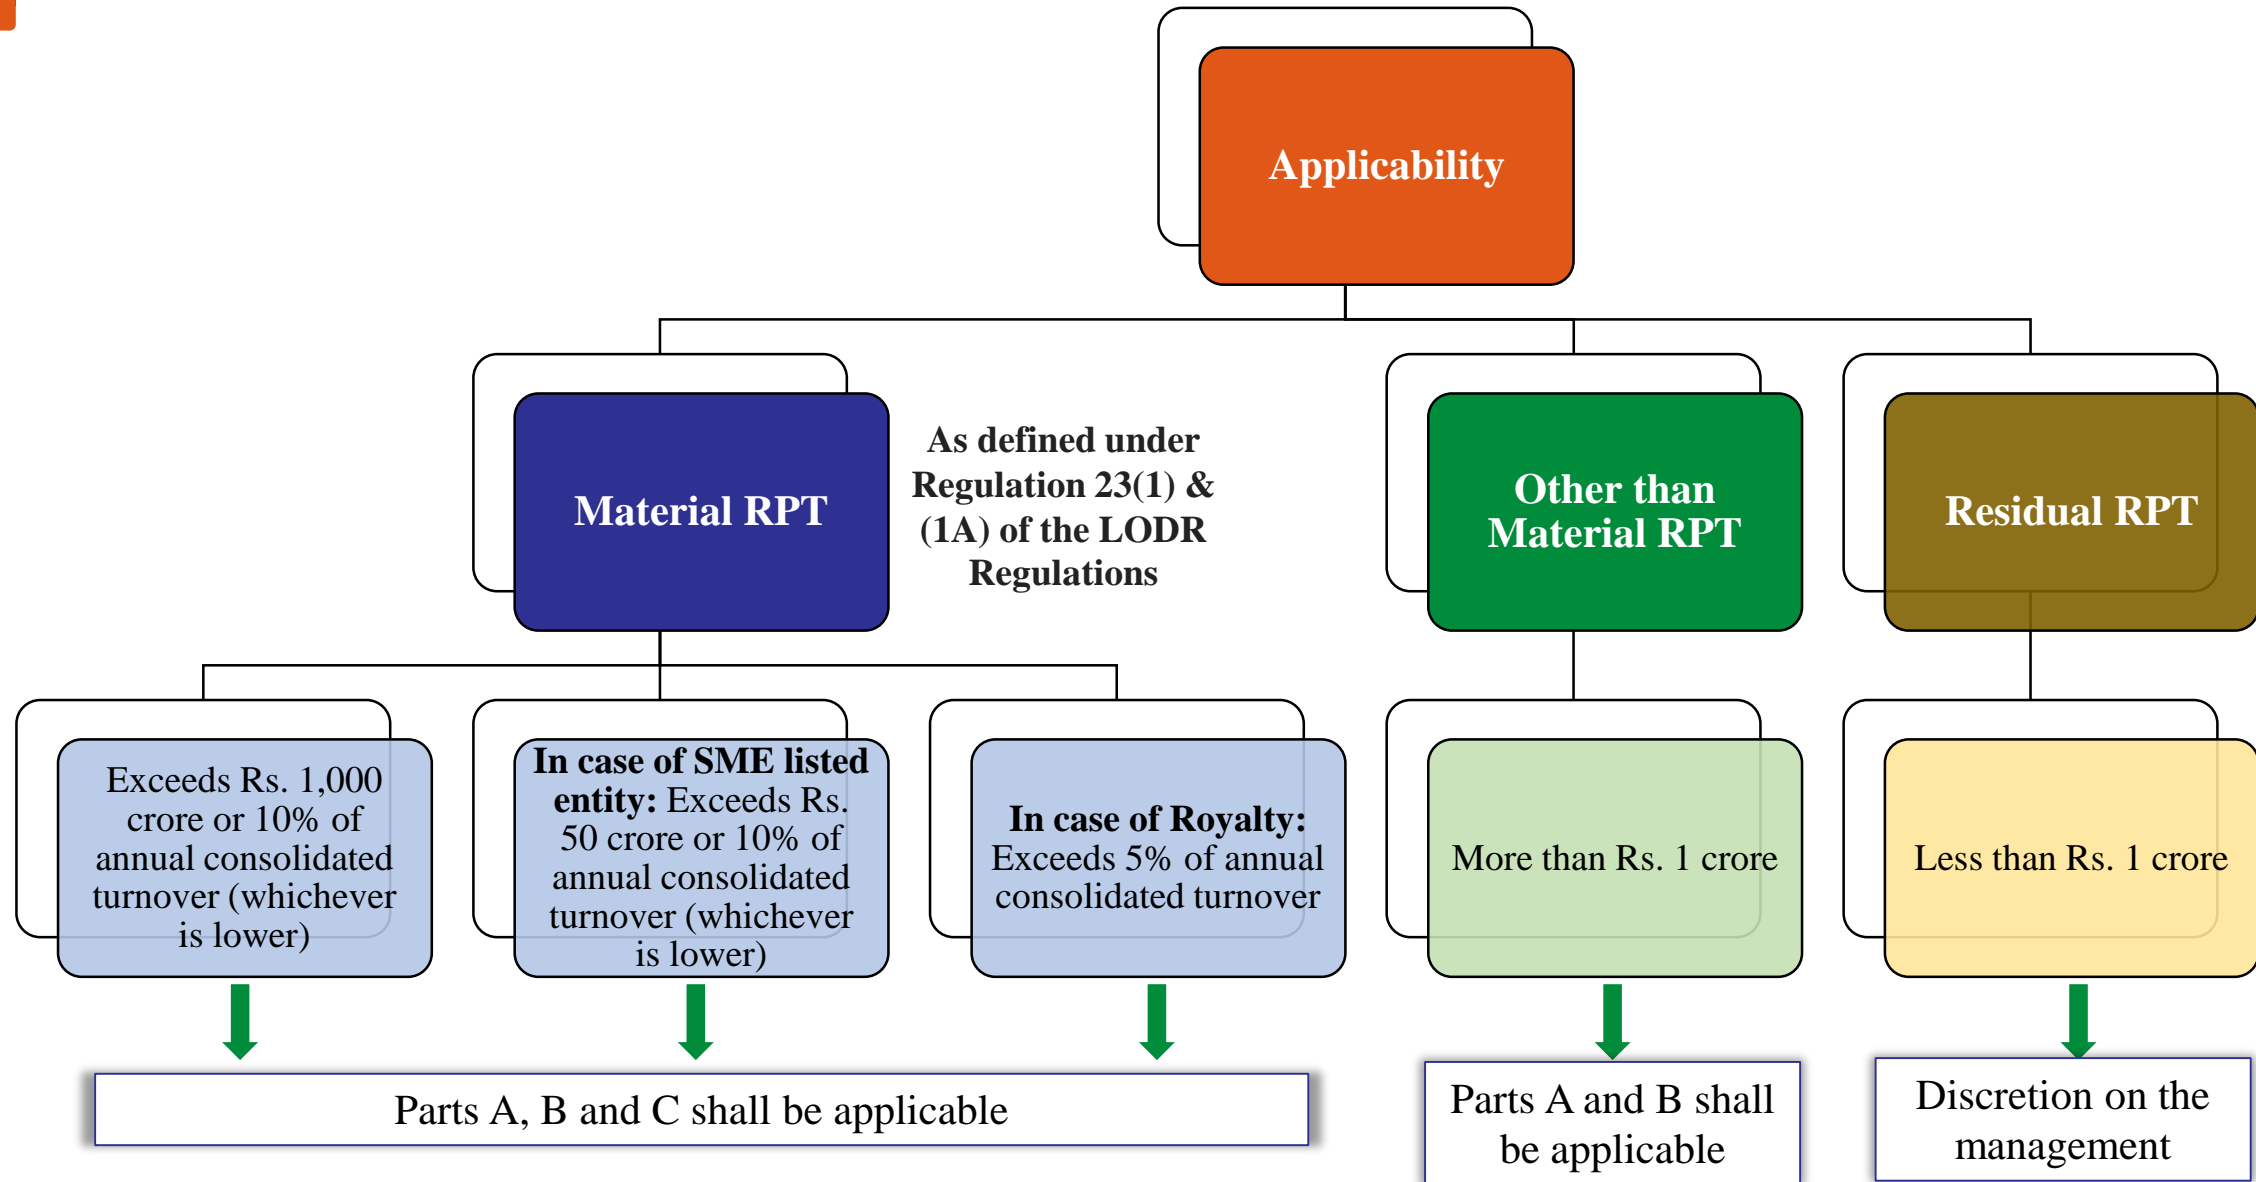 Applicability
Material RPT
As defined under
Regulation 23(1) &
(1A) of the LODR
Regulations
Other than
Material RPT
Residual RPT
Exceeds Rs. 1,000
crore or 10% of
annual consolidated
turnover (whichever
is lower)
In case of SME listed
entity: Exceeds Rs.
50 crore or 10% of
annual consolidated
turnover (whichever
is lower)
In case of Royalty:
Exceeds 5% of annual
consolidated turnover
More than Rs. 1 crore
Less than Rs. 1 crore
Parts A, B and C shall be applicable
Parts A and B shall
be applicable
Discretion on the
management